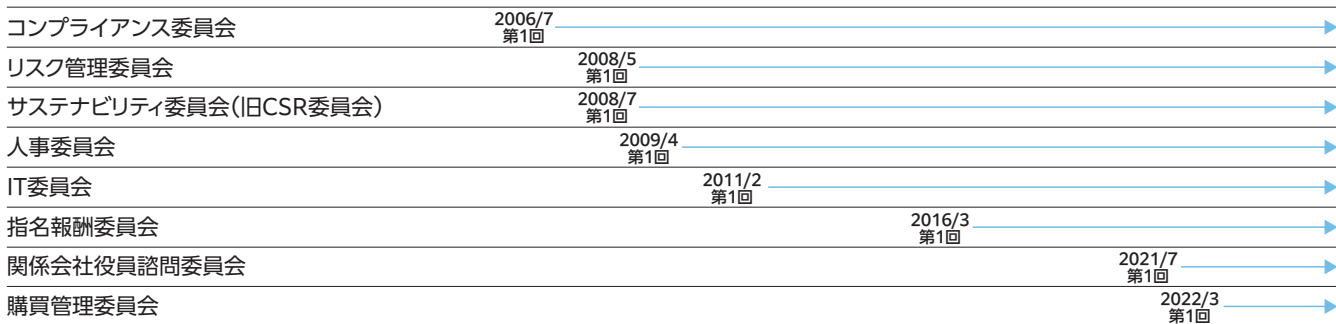 コンプライアンス委員会 2006/7
第1回
リスク管理委員会 2008/5
第1回
サステナビリティ委員会(旧CSR委員会) 2008/7
第1回
人事委員会 2009/4
第1回
IT委員会 2011/2
第1回
指名報酬委員会 2016/3
第1回
関係会社役員諮問委員会 2021/7
第1回
購買管理委員会 2022/3
第1回